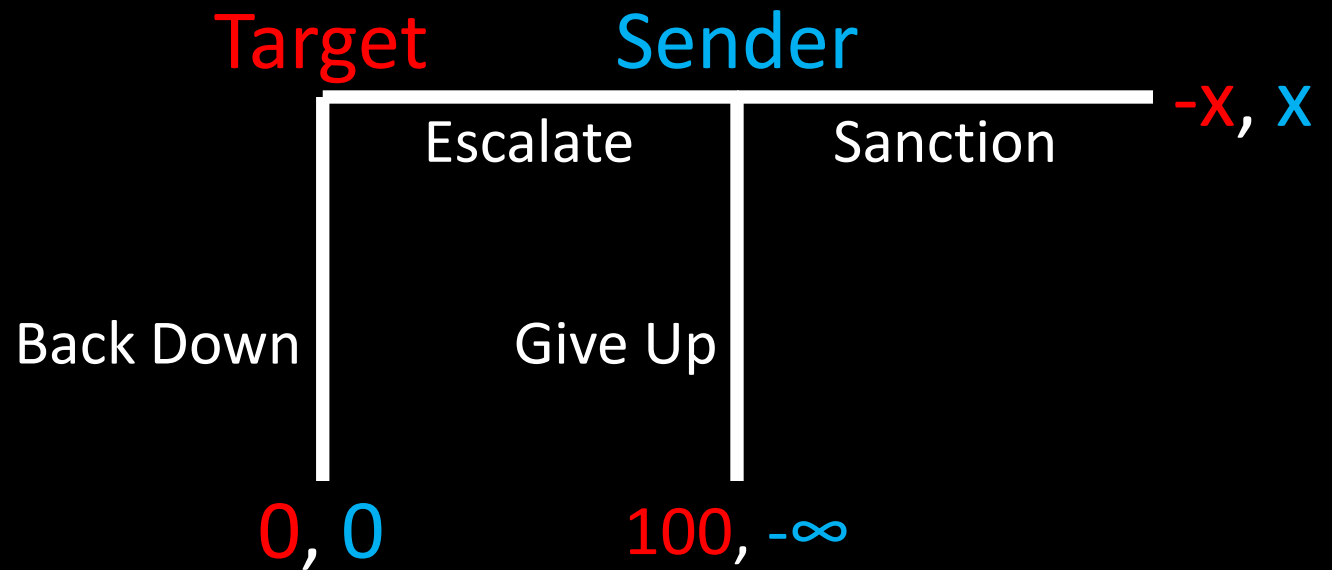 Target
Sender
-x, x
Escalate
Sanction
Back Down
Give Up
0, 0
100, -∞